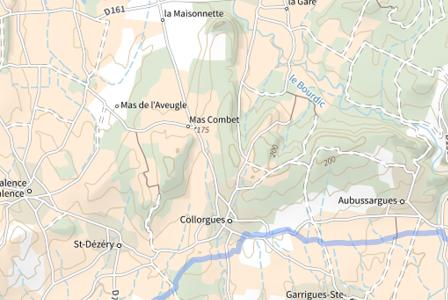 D161
la Maisonnette
la Gare
le Bourdic
Mas de l'Aveugle
Mas Combet
175
200
200
alence
alence
Aubussargues
Collorgues
St-Dézéry
Garrigues-Ste-